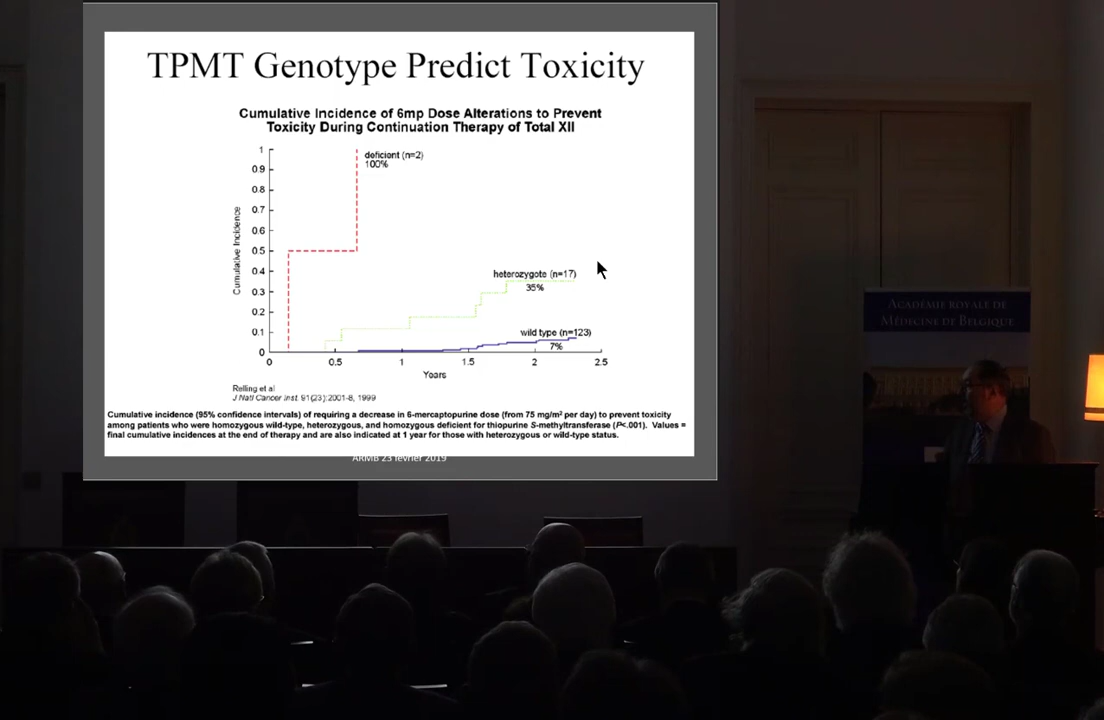 TPMT Genotype Predict Toxicity
Cumulative Incidence of 6mp Dose Alterations to Prevent
Toxicity During Continuation Therapy of Total XII
1
0.9
0.8
0.7
0.6
0.5
0.4
0.3
0.2
0.1
0
Cumulative Incidence
deficient (n=2)
100%
heterozygote (n=17)
35%
wild type (n=123)
7%
0 0.5 1 1.5 2 2.5
Years
Relling et al
J Natl Cancer Inst. 91(23):2001-8, 1999
Cumulative incidence (95% confidence intervals) of requiring a decrease in 6-mercaptopurine dose (from 75 mg/m² per day) to prevent toxicity
among patients who were homozygous wild-type, heterozygous, and homozygous deficient for thiopurine S-methyltransferase (P<.001). Values =
final cumulative incidences at the end of therapy and are also indicated at 1 year for those with heterozygous or wild-type status.
ARMB 23 février 2019
ACADÉMIE ROYALE DE
MÉDECINE DE BELGIQUE